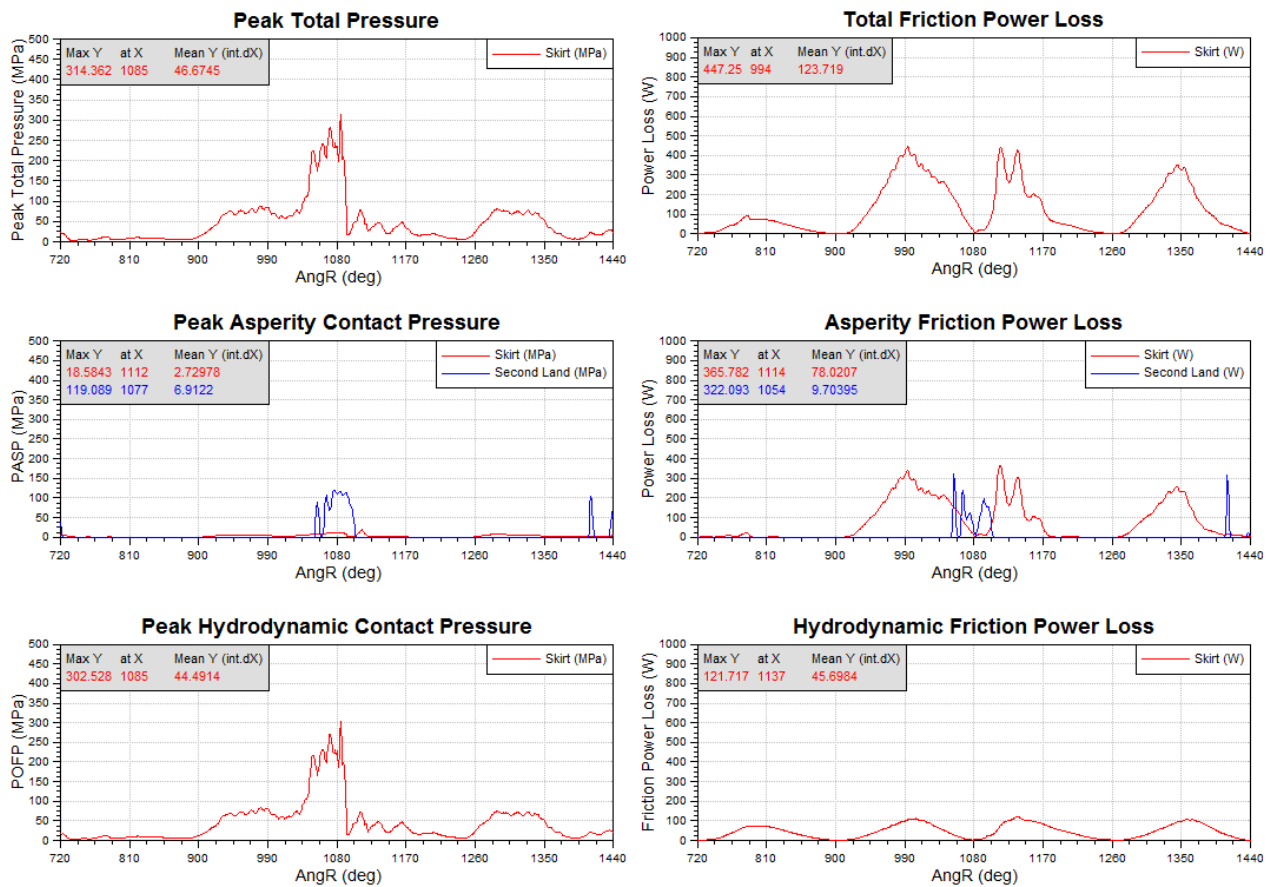 Peak Total Pressure
Max Y at X Mean Y (int.dX)
314.362 1085 46.6745
Skirt (MPa)
Peak Total Pressure (MPa)
500
450
400
350
300
250
200
150
100
50
0
720 810 900 990 1080 1170 1260 1350 1440
AngR (deg)
Total Friction Power Loss
Max Y at X Mean Y (int.dX)
447.25 994 123.719
Skirt (W)
Power Loss (W)
1000
900
800
700
600
500
400
300
200
100
0
720 810 900 990 1080 1170 1260 1350 1440
AngR (deg)
Peak Asperity Contact Pressure
Max Y at X Mean Y (int.dX)
18.5843 1112 2.72978
119.089 1077 6.9122
Skirt (MPa)
Second Land (MPa)
PASP (MPa)
500
450
400
350
300
250
200
150
100
50
0
720 810 900 990 1080 1170 1260 1350 1440
AngR (deg)
Asperity Friction Power Loss
Max Y at X Mean Y (int.dX)
365.782 1114 78.0207
322.093 1054 9.70395
Skirt (W)
Second Land (W)
Power Loss (W)
1000
900
800
700
600
500
400
300
200
100
0
720 810 900 990 1080 1170 1260 1350 1440
AngR (deg)
Peak Hydrodynamic Contact Pressure
Max Y at X Mean Y (int.dX)
302.528 1085 44.4914
Skirt (MPa)
POFP (MPa)
500
450
400
350
300
250
200
150
100
50
0
720 810 900 990 1080 1170 1260 1350 1440
AngR (deg)
Hydrodynamic Friction Power Loss
Max Y at X Mean Y (int.dX)
121.717 1137 45.6984
Skirt (W)
Friction Power Loss (W)
1000
900
800
700
600
500
400
300
200
100
0
720 810 900 990 1080 1170 1260 1350 1440
AngR (deg)